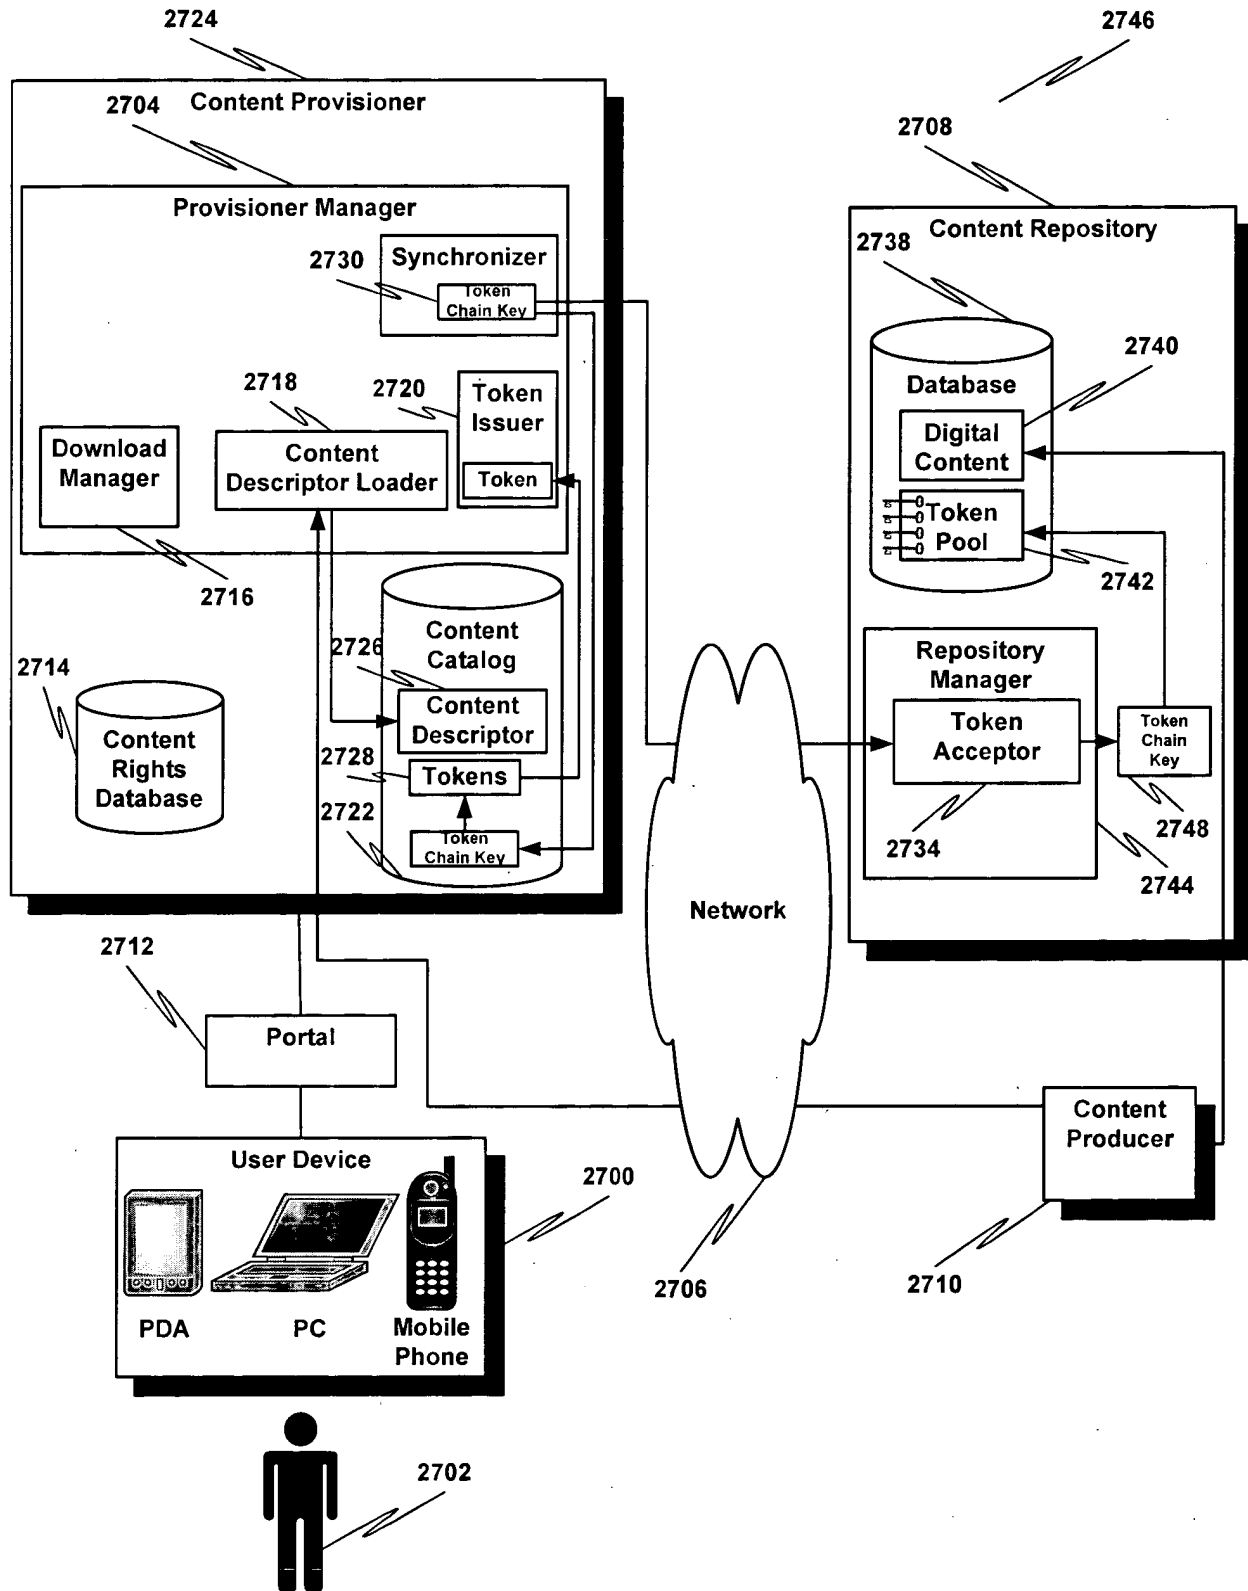 2724
2746
Content Provisioner
2704
2708
Provisioner Manager
Content Repository
2738
Synchronizer
2730
Token
Chain Key
2740
Database
2718
2720
Token
Issuer
Digital
Content
Download
Manager
Content
Descriptor Loader
Token
Token
Pool
2716
2742
Content
Catalog
2726
Repository
Manager
2714
Content
Descriptor
Token
Acceptor
Token
Chain
Key
Content
Rights
Database
2728
Tokens
2722
Token
Chain Key
2734
2748
2744
Network
2712
Portal
Content
Producer
User Device
2700
2706
2710
PDA
PC
Mobile
Phone
2702